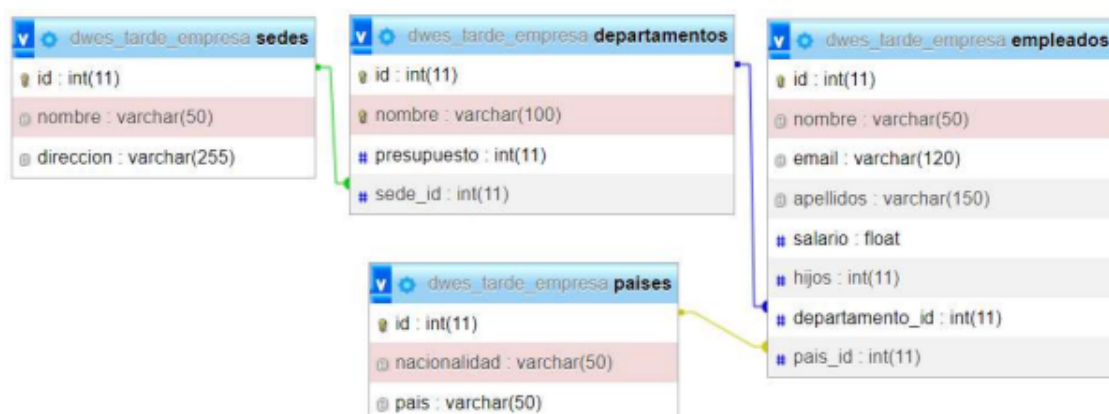 dwes_tarde_empresa sedes
id : int(11)
nombre : varchar(50)
direccion : varchar(255)
dwes_tarde_empresa departamentos
id : int(11)
nombre : varchar(100)
presupuesto : int(11)
sede_id : int(11)
dwes_tarde_empresa empleados
id : int(11)
nombre : varchar(50)
email : varchar(120)
apellidos : varchar(150)
salario : float
hijos : int(11)
departamento_id : int(11)
pais_id : int(11)
dwes_tarde_empresa paises
id : int(11)
nacionalidad : varchar(50)
pais : varchar(50)